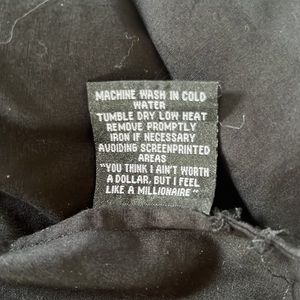 MACHINE WASH IN COLD
WATER
TUMBLE DRY LOW HEAT
REMOVE PROMPTLY
IRON IF NECESSARY
AVOIDING SCREENPRINTED
AREAS
"YOU THINK I AIN'T WORTH
A DOLLAR, BUT I FEEL
LIKE A MILLIONAIRE"